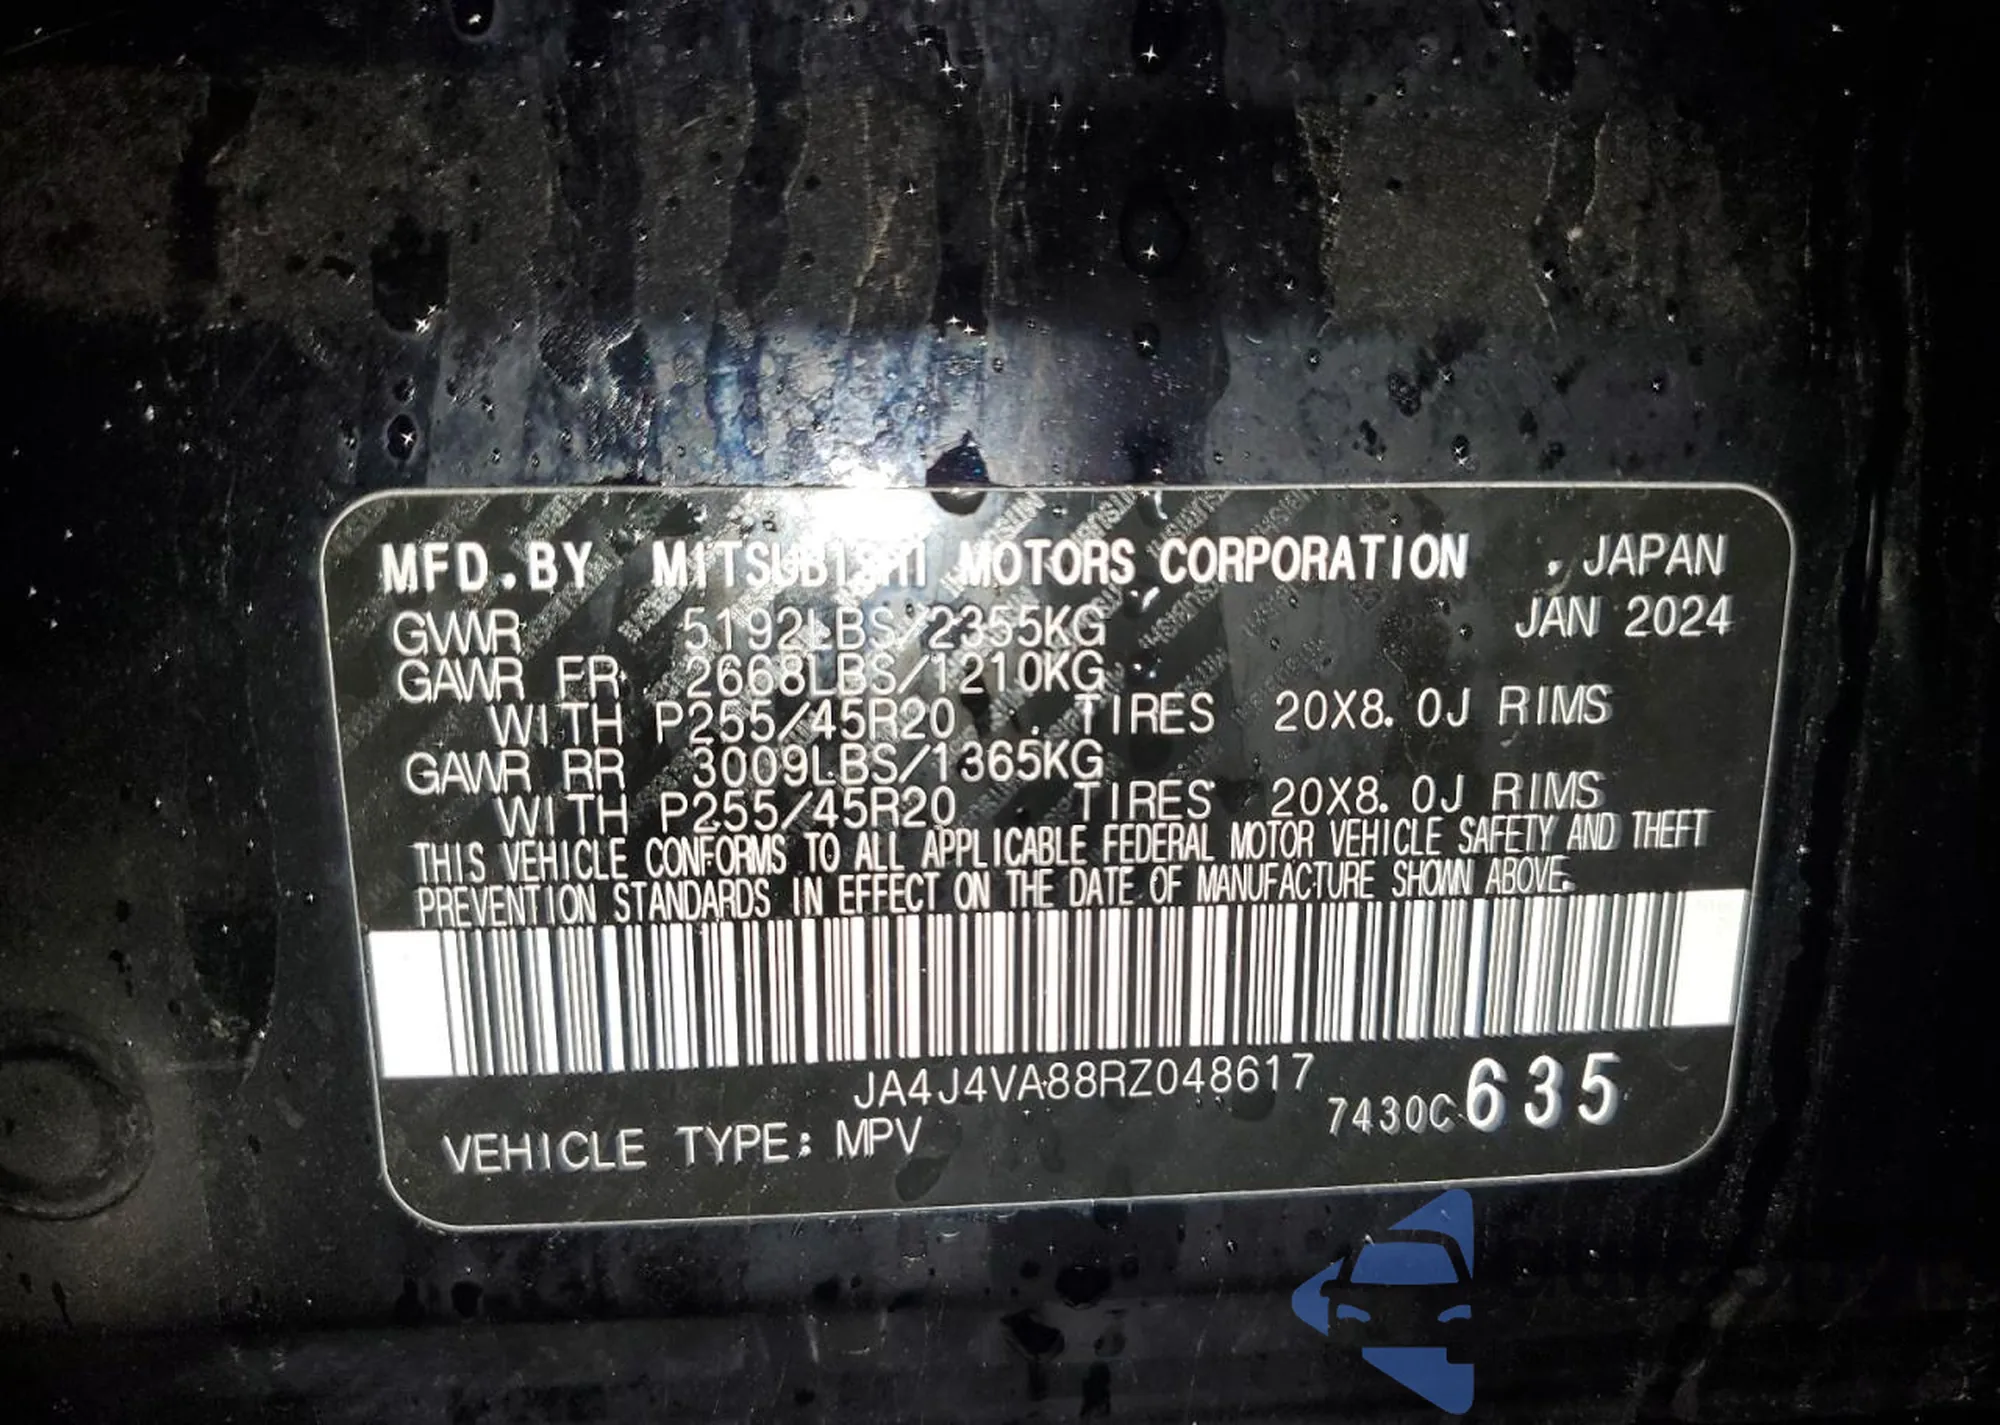 MFD.BY MITSUBISHI MOTORS CORPORATION , JAPAN
GVWR 5192LBS/2355KG JAN 2024
GAWR FR 2668LBS/1210KG
WITH P255/45R20 TIRES 20X8.0J RIMS
GAWR RR 3009LBS/1365KG
WITH P255/45R20 TIRES 20X8.0J RIMS
THIS VEHICLE CONFORMS TO ALL APPLICABLE FEDERAL MOTOR VEHICLE SAFETY AND THEFT
PREVENTION STANDARDS IN EFFECT ON THE DATE OF MANUFACTURE SHOWN ABOVE.
JA4J4VA88RZ048617
7430C635
VEHICLE TYPE: MPV